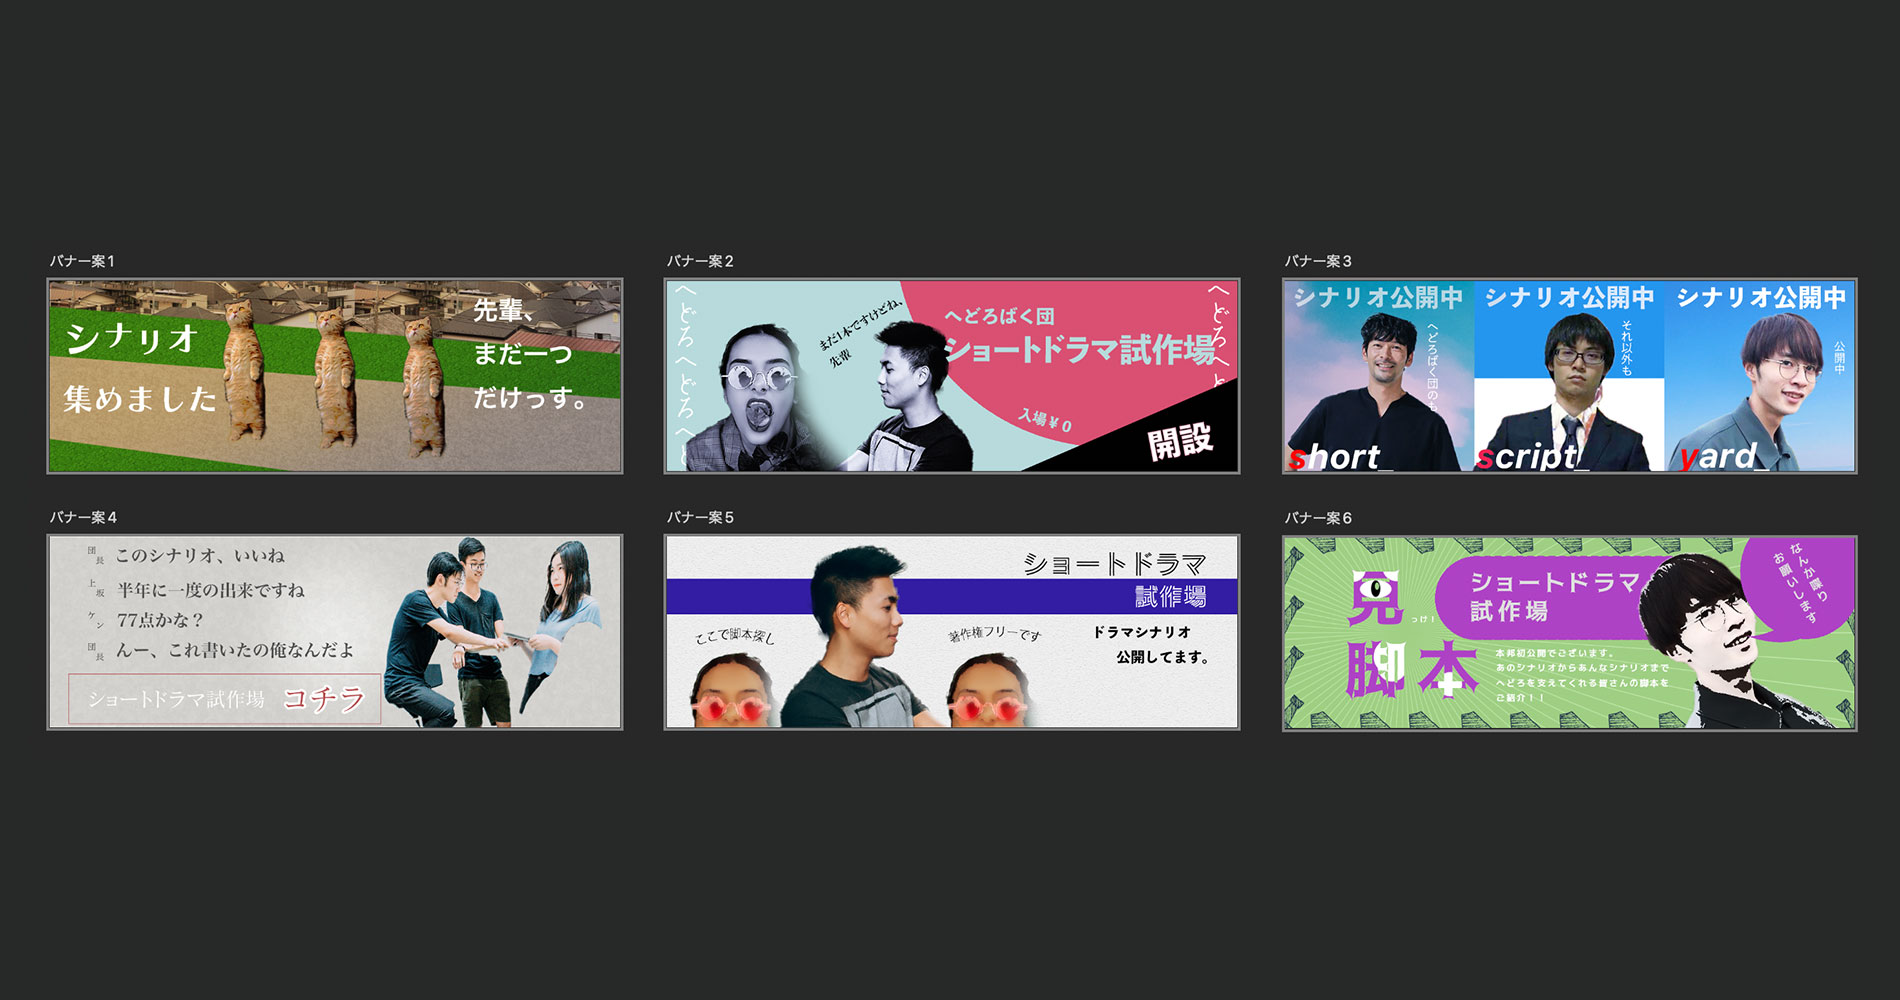 バナー案1
シナリオ
集めました
先輩、
まだ一つ
だけっす。
バナー案2
へどろへどろへど
まだ1本ですけどね、
先輩
へどろばく団
ショートドラマ試作場
入場¥0
開設
へどろへと
バナー案3
シナリオ公開中
へどろばく団のも
short_
シナリオ公開中
それ以外も
script_
シナリオ公開中
公開中
yard_
バナー案4
団長
このシナリオ、いいね
上坂
半年に一度の出来ですね
ケン
77点かな？
団長
んー、これ書いたの俺なんだよ
ショートドラマ試作場 コチラ
バナー案5
ショートドラマ
試作場
ここで脚本探し
著作権フリーです
ドラマシナリオ
公開してます。
バナー案6
見っけ！
脚本
ショートドラマ
試作場
本邦初公開でございます。
あのシナリオからあんなシナリオまで
へどろを支えてくれる皆さんの脚本を
ご紹介！！
なんか喋り
お願いします